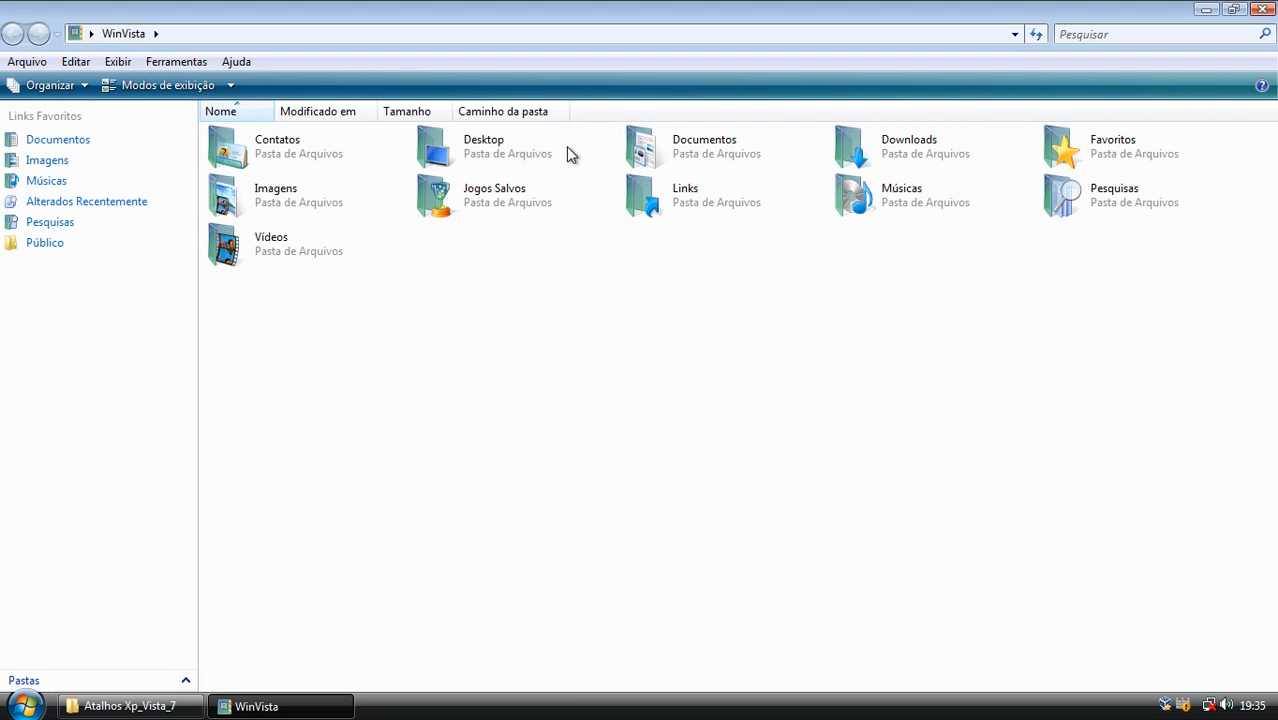 WinVista
Pesquisar
Arquivo Editar Exibir Ferramentas Ajuda
Organizar Modos de exibição
Links Favoritos
Documentos
Imagens
Músicas
Alterados Recentemente
Pesquisas
Público
Nome Modificado em Tamanho Caminho da pasta
Contatos
Pasta de Arquivos
Desktop
Pasta de Arquivos
Documentos
Pasta de Arquivos
Downloads
Pasta de Arquivos
Favoritos
Pasta de Arquivos
Imagens
Pasta de Arquivos
Jogos Salvos
Pasta de Arquivos
Links
Pasta de Arquivos
Músicas
Pasta de Arquivos
Pesquisas
Pasta de Arquivos
Vídeos
Pasta de Arquivos
Pastas
Atalhos Xp_Vista_7 WinVista 19:35